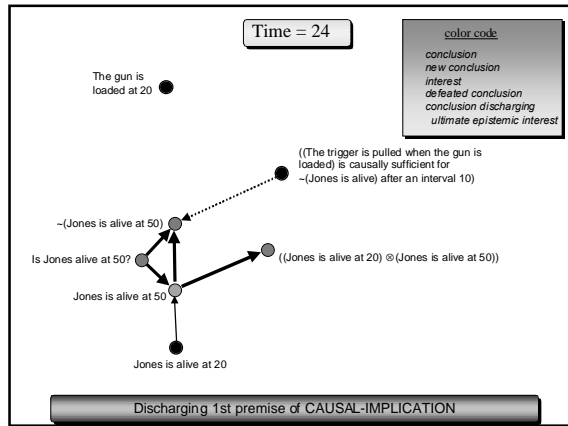 Time = 24
color code
conclusion
new conclusion
interest
defeated conclusion
conclusion discharging
ultimate epistemic interest
The gun is
loaded at 20
((The trigger is pulled when the gun is
loaded) is causally sufficient for
~(Jones is alive) after an interval 10)
~(Jones is alive at 50)
Is Jones alive at 50?
((Jones is alive at 20) ⊗(Jones is alive at 50))
Jones is alive at 50
Jones is alive at 20
Discharging 1st premise of CAUSAL-IMPLICATION